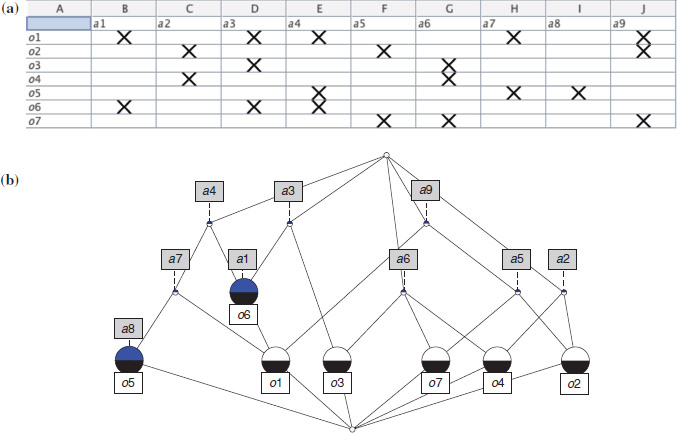 (a)
A B C D E F G H I J
a1 a2 a3 a4 a5 a6 a7 a8 a9
o1
o2
o3
o4
o5
o6
o7
(b)
a4 a3 a9
a7 a1 a6 a5 a2
o6
a8
o5 o1 o3 o7 o4 o2